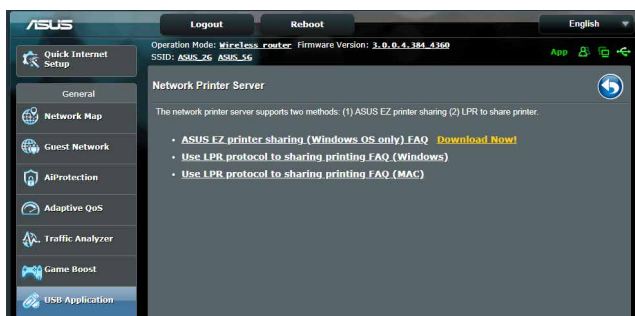 ASUS
Logout
Reboot
English
Operation Mode: Wireless router Firmware Version: 3.0.0.4.384_4360
SSID: ASUS_2G ASUS_5G
App
Quick Internet
Setup
General
Network Map
Guest Network
AiProtection
Adaptive QoS
Traffic Analyzer
Game Boost
USB Application
Network Printer Server
The network printer server supports two methods: (1) ASUS EZ printer sharing (2) LPR to share printer.
• ASUS EZ printer sharing (Windows OS only) FAQ Download Now!
• Use LPR protocol to sharing printing FAQ (Windows)
• Use LPR protocol to sharing printing FAQ (MAC)